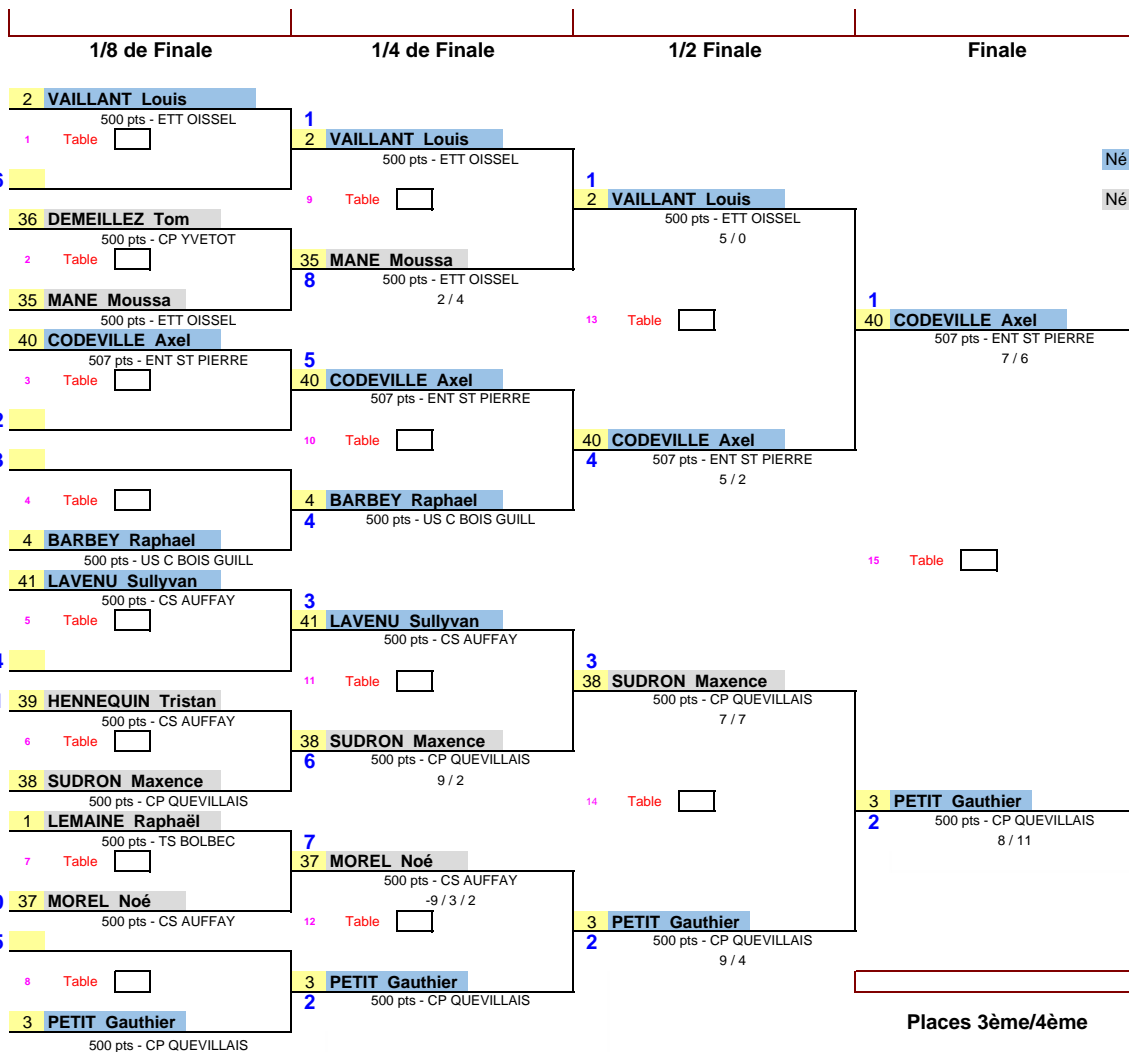 1/8 de Finale
1/4 de Finale
1/2 Finale
Finale
2 VAILLANT Louis
500 pts - ETT OISSEL
1 Table
36 DEMEILLEZ Tom
500 pts - CP YVETOT
2 Table
35 MANE Moussa
500 pts - ETT OISSEL
40 CODEVILLE Axel
507 pts - ENT ST PIERRE
3 Table
4 Table
4 BARBEY Raphael
500 pts - US C BOIS GUILL
41 LAVENU Sullyvan
500 pts - CS AUFFAY
5 Table
39 HENNEQUIN Tristan
500 pts - CS AUFFAY
6 Table
38 SUDRON Maxence
500 pts - CP QUEVILLAIS
1 LEMAINE Raphaël
500 pts - TS BOLBEC
7 Table
37 MOREL Noé
500 pts - CS AUFFAY
8 Table
3 PETIT Gauthier
500 pts - CP QUEVILLAIS
1
2 VAILLANT Louis
500 pts - ETT OISSEL
9 Table
35 MANE Moussa
8
500 pts - ETT OISSEL
2 / 4
5
40 CODEVILLE Axel
507 pts - ENT ST PIERRE
10 Table
4 BARBEY Raphael
4
500 pts - US C BOIS GUILL
3
41 LAVENU Sullyvan
500 pts - CS AUFFAY
11 Table
38 SUDRON Maxence
6
500 pts - CP QUEVILLAIS
9 / 2
7
37 MOREL Noé
500 pts - CS AUFFAY
-9 / 3 / 2
12 Table
3 PETIT Gauthier
2
500 pts - CP QUEVILLAIS
1
2 VAILLANT Louis
500 pts - ETT OISSEL
5 / 0
13 Table
40 CODEVILLE Axel
4
507 pts - ENT ST PIERRE
5 / 2
3
38 SUDRON Maxence
500 pts - CP QUEVILLAIS
7 / 7
14 Table
3 PETIT Gauthier
2
500 pts - CP QUEVILLAIS
9 / 4
Né
Né
1
40 CODEVILLE Axel
507 pts - ENT ST PIERRE
7 / 6
15 Table
3 PETIT Gauthier
2
500 pts - CP QUEVILLAIS
8 / 11
Places 3ème/4ème